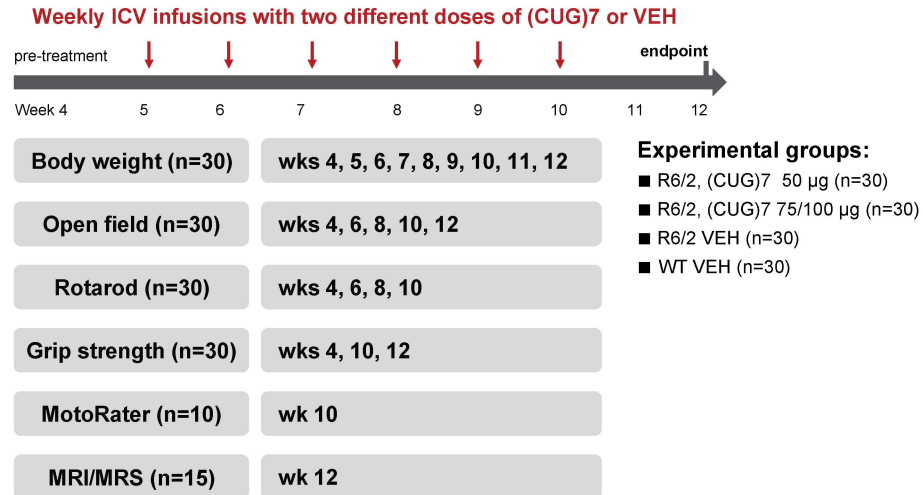 Weekly ICV infusions with two different doses of (CUG)7 or VEH
pre-treatment
endpoint
Week 4 5 6 7 8 9 10 11 12
Body weight (n=30) wks 4, 5, 6, 7, 8, 9, 10, 11, 12
Open field (n=30) wks 4, 6, 8, 10, 12
Rotarod (n=30) wks 4, 6, 8, 10
Grip strength (n=30) wks 4, 10, 12
MotoRater (n=10) wk 10
MRI/MRS (n=15) wk 12
Experimental groups:
■ R6/2, (CUG)7 50 µg (n=30)
■ R6/2, (CUG)7 75/100 µg (n=30)
■ R6/2 VEH (n=30)
■ WT VEH (n=30)